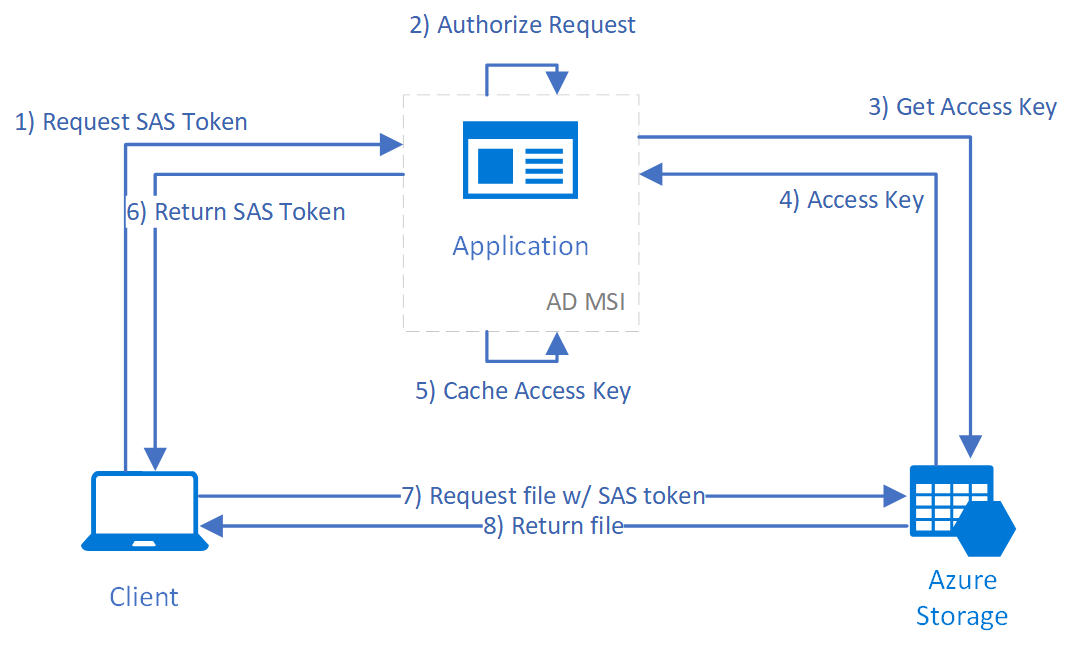 2) Authorize Request
3) Get Access Key
1) Request SAS Token
4) Access Key
6) Return SAS Token
Application
AD MSI
5) Cache Access Key
7) Request file w/ SAS token
8) Return file
Client
Azure
Storage